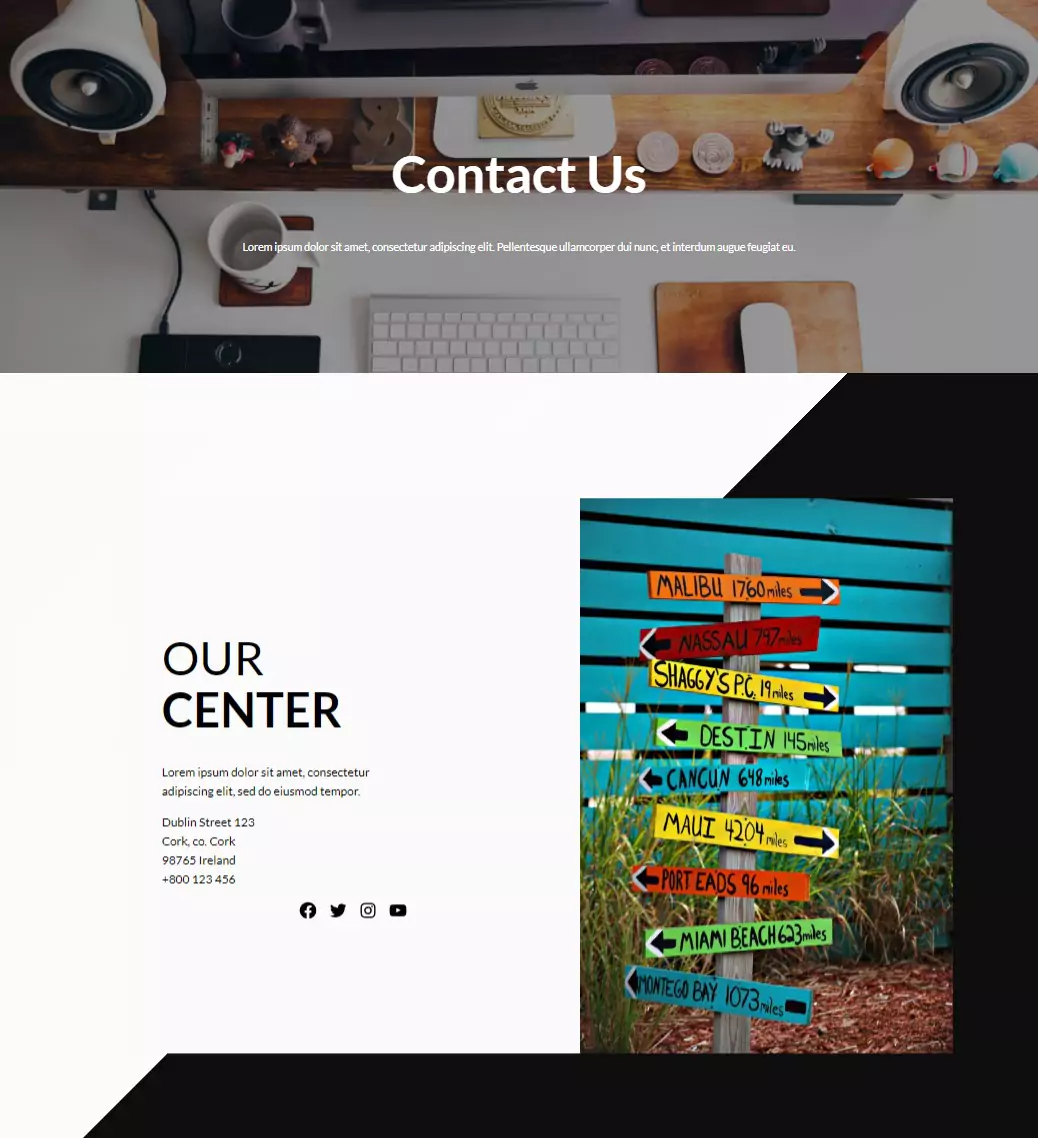 Contact Us
Lorem ipsum dolor sit amet, consectetur adipiscing elit. Pellentesque ullamcorper dui nunc, et interdum augue feugiat eu.
OUR
CENTER
Lorem ipsum dolor sit amet, consectetur
adipiscing elit, sed do eiusmod tempor.
Dublin Street 123
Cork, co. Cork
98765 Ireland
+800 123 456
MALIBU 1760 miles
NASSAU 797 miles
SHAGGY'S P.C. 19 miles
DESTIN 145 miles
CANCUN 648 miles
MAUI 4204 miles
PORT EADS 96 miles
MIAMI BEACH 623 miles
MONTEGO BAY 1073 miles